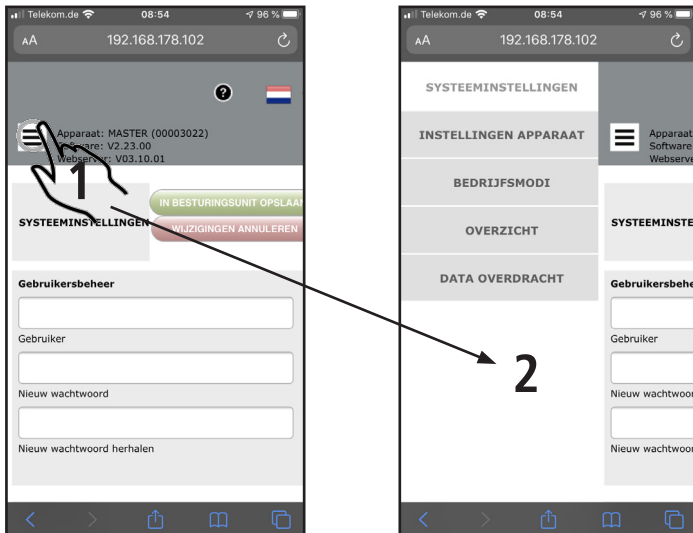 Telekom.de 08:54 96 %
AA 192.168.178.102
Apparaat: MASTER (00003022)
Software: V2.23.00
Webserver: V03.10.01
1
SYSTEEMINSTELLINGEN
IN BESTURINGSUNIT OPSLAA
WIJZIGINGEN ANNULEREN
Gebruikersbeheer
Gebruiker
Nieuw wachtwoord
Nieuw wachtwoord herhalen
Telekom.de 08:54 96 %
AA 192.168.178.102
SYSTEEMINSTELLINGEN
INSTELLINGEN APPARAAT
BEDRIJFSMODI
OVERZICHT
DATA OVERDRACHT
2
Apparaat
Software
Webserve
SYSTEEMINSTE
Gebruikersbehe
Gebruiker
Nieuw wachtwoor
Nieuw wachtwoor